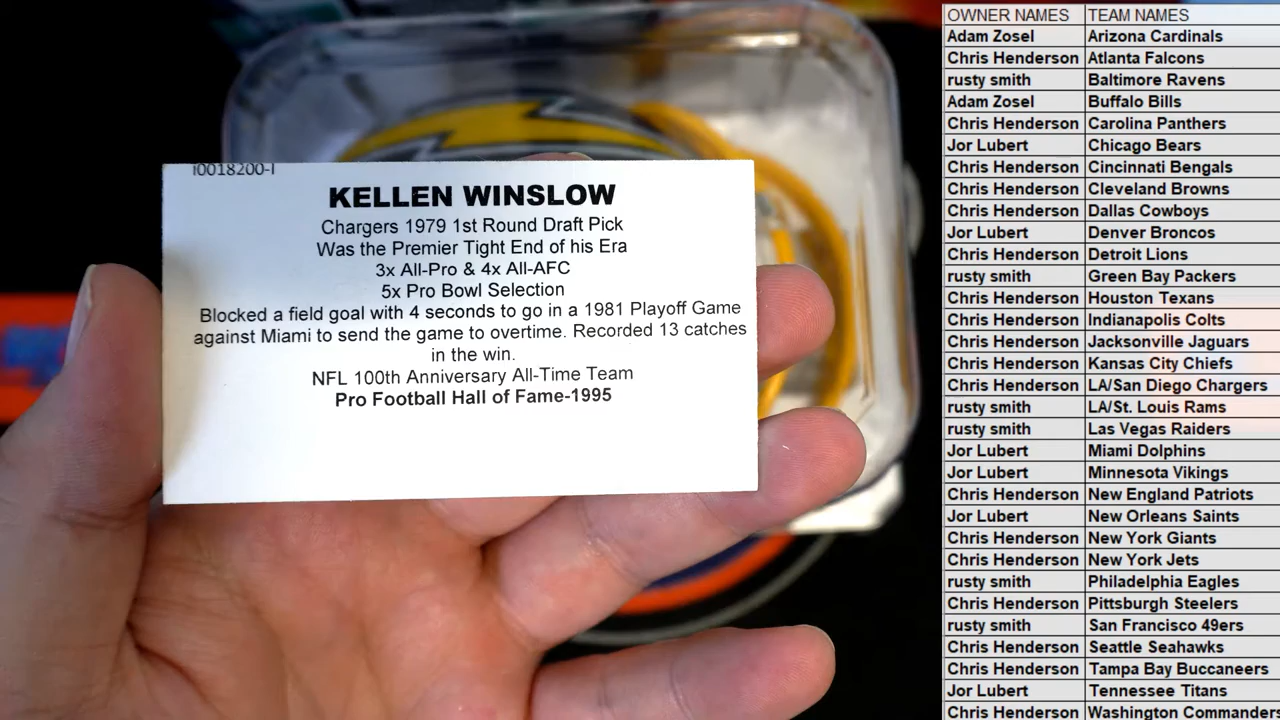 I0018200-I
KELLEN WINSLOW
Chargers 1979 1st Round Draft Pick
Was the Premier Tight End of his Era
3x All-Pro & 4x All-AFC
5x Pro Bowl Selection
Blocked a field goal with 4 seconds to go in a 1981 Playoff Game
against Miami to send the game to overtime. Recorded 13 catches
in the win.
NFL 100th Anniversary All-Time Team
Pro Football Hall of Fame-1995
OWNER NAMES TEAM NAMES
Adam Zosel Arizona Cardinals
Chris Henderson Atlanta Falcons
rusty smith Baltimore Ravens
Adam Zosel Buffalo Bills
Chris Henderson Carolina Panthers
Jor Lubert Chicago Bears
Chris Henderson Cincinnati Bengals
Chris Henderson Cleveland Browns
Chris Henderson Dallas Cowboys
Jor Lubert Denver Broncos
Chris Henderson Detroit Lions
rusty smith Green Bay Packers
Chris Henderson Houston Texans
Chris Henderson Indianapolis Colts
Chris Henderson Jacksonville Jaguars
Chris Henderson Kansas City Chiefs
Chris Henderson LA/San Diego Chargers
rusty smith LA/St. Louis Rams
rusty smith Las Vegas Raiders
Jor Lubert Miami Dolphins
Jor Lubert Minnesota Vikings
Chris Henderson New England Patriots
Jor Lubert New Orleans Saints
Chris Henderson New York Giants
Chris Henderson New York Jets
rusty smith Philadelphia Eagles
Chris Henderson Pittsburgh Steelers
rusty smith San Francisco 49ers
Chris Henderson Seattle Seahawks
Chris Henderson Tampa Bay Buccaneers
Jor Lubert Tennessee Titans
Chris Henderson Washington Commanders